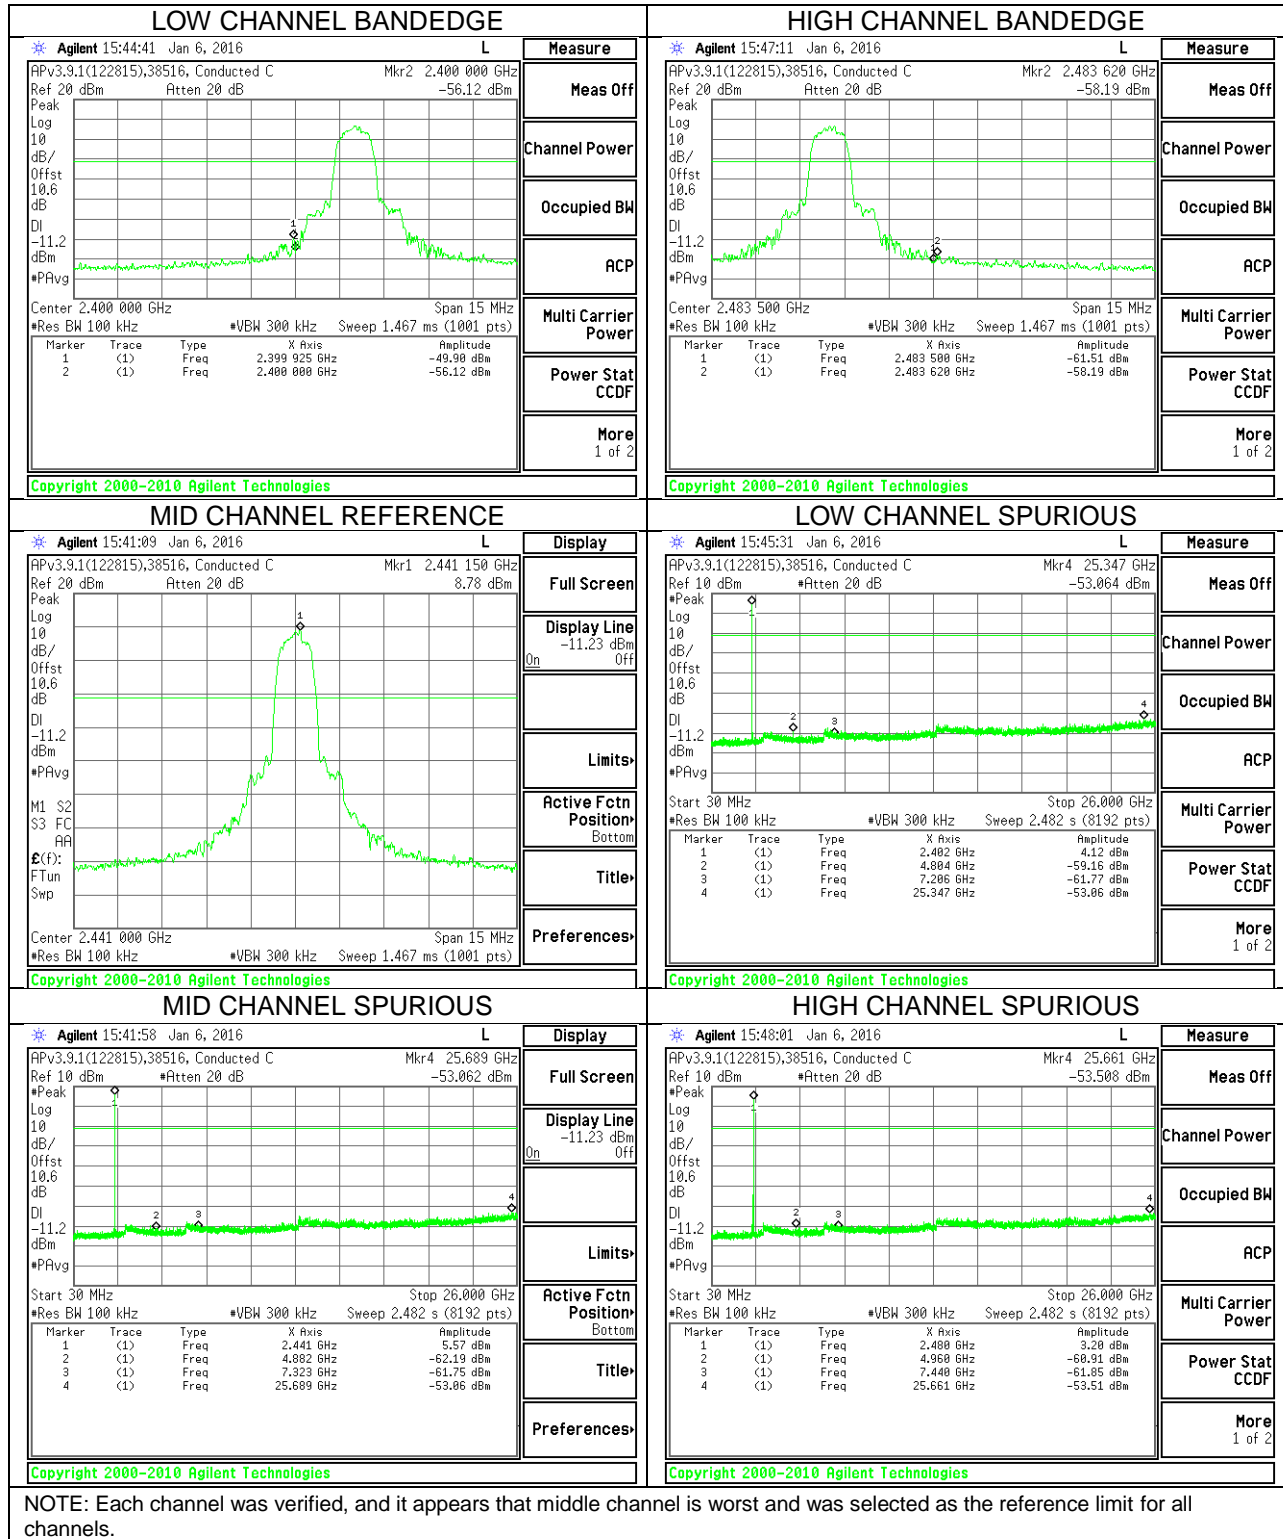 LOW CHANNEL BANDEDGE
Agilent 15:44:41 Jan 6, 2016 L
APv3.9.1(122815),38516, Conducted C Mkr2 2.400 000 GHz
Ref 20 dBm Atten 20 dB -56.12 dBm
Peak
Log
10
dB/
Offst
10.6
dB
DI
-11.2
dBm
#PAvg
1
2
Center 2.400 000 GHz Span 15 MHz
#Res BW 100 kHz #VBW 300 kHz Sweep 1.467 ms (1001 pts)
Marker Trace Type X Axis Amplitude
1 (1) Freq 2.399 925 GHz -49.90 dBm
2 (1) Freq 2.400 000 GHz -56.12 dBm
Measure
Meas Off
Channel Power
Occupied BW
ACP
Multi Carrier
Power
Power Stat
CCDF
More
1 of 2
Copyright 2000-2010 Agilent Technologies
HIGH CHANNEL BANDEDGE
Agilent 15:47:11 Jan 6, 2016 L
APv3.9.1(122815),38516, Conducted C Mkr2 2.483 620 GHz
Ref 20 dBm Atten 20 dB -58.19 dBm
Peak
Log
10
dB/
Offst
10.6
dB
DI
-11.2
dBm
#PAvg
2
Center 2.483 500 GHz Span 15 MHz
#Res BW 100 kHz #VBW 300 kHz Sweep 1.467 ms (1001 pts)
Marker Trace Type X Axis Amplitude
1 (1) Freq 2.483 500 GHz -61.51 dBm
2 (1) Freq 2.483 620 GHz -58.19 dBm
Measure
Meas Off
Channel Power
Occupied BW
ACP
Multi Carrier
Power
Power Stat
CCDF
More
1 of 2
Copyright 2000-2010 Agilent Technologies
MID CHANNEL REFERENCE
Agilent 15:41:09 Jan 6, 2016 L
APv3.9.1(122815),38516, Conducted C Mkr1 2.441 150 GHz
Ref 20 dBm Atten 20 dB 8.78 dBm
Peak
Log
10
dB/
Offst
10.6
dB
DI
-11.2
dBm
#PAvg
M1 S2
S3 FC
AA
£(f):
FTun
Swp
1
Center 2.441 000 GHz Span 15 MHz
#Res BW 100 kHz #VBW 300 kHz Sweep 1.467 ms (1001 pts)
Display
Full Screen
Display Line
-11.23 dBm
On Off
Limits
Active Fctn
Position
Bottom
Title
Preferences
Copyright 2000-2010 Agilent Technologies
LOW CHANNEL SPURIOUS
Agilent 15:45:31 Jan 6, 2016 L
APv3.9.1(122815),38516, Conducted C Mkr4 25.347 GHz
Ref 10 dBm #Atten 20 dB -53.064 dBm
#Peak
Log
10
dB/
Offst
10.6
dB
DI
-11.2
dBm
#PAvg
1
2
3
4
Start 30 MHz Stop 26.000 GHz
#Res BW 100 kHz #VBW 300 kHz Sweep 2.482 s (8192 pts)
Marker Trace Type X Axis Amplitude
1 (1) Freq 2.402 GHz 4.12 dBm
2 (1) Freq 4.804 GHz -59.16 dBm
3 (1) Freq 7.206 GHz -61.77 dBm
4 (1) Freq 25.347 GHz -53.06 dBm
Measure
Meas Off
Channel Power
Occupied BW
ACP
Multi Carrier
Power
Power Stat
CCDF
More
1 of 2
Copyright 2000-2010 Agilent Technologies
MID CHANNEL SPURIOUS
Agilent 15:41:58 Jan 6, 2016 L
APv3.9.1(122815),38516, Conducted C Mkr4 25.689 GHz
Ref 10 dBm #Atten 20 dB -53.062 dBm
#Peak
Log
10
dB/
Offst
10.6
dB
DI
-11.2
dBm
#PAvg
1
2
3
4
Start 30 MHz Stop 26.000 GHz
#Res BW 100 kHz #VBW 300 kHz Sweep 2.482 s (8192 pts)
Marker Trace Type X Axis Amplitude
1 (1) Freq 2.441 GHz 5.57 dBm
2 (1) Freq 4.882 GHz -62.19 dBm
3 (1) Freq 7.323 GHz -61.75 dBm
4 (1) Freq 25.689 GHz -53.06 dBm
Display
Full Screen
Display Line
-11.23 dBm
On Off
Limits
Active Fctn
Position
Bottom
Title
Preferences
Copyright 2000-2010 Agilent Technologies
HIGH CHANNEL SPURIOUS
Agilent 15:48:01 Jan 6, 2016 L
APv3.9.1(122815),38516, Conducted C Mkr4 25.661 GHz
Ref 10 dBm #Atten 20 dB -53.508 dBm
#Peak
Log
10
dB/
Offst
10.6
dB
DI
-11.2
dBm
#PAvg
1
2
3
4
Start 30 MHz Stop 26.000 GHz
#Res BW 100 kHz #VBW 300 kHz Sweep 2.482 s (8192 pts)
Marker Trace Type X Axis Amplitude
1 (1) Freq 2.480 GHz 3.20 dBm
2 (1) Freq 4.960 GHz -60.91 dBm
3 (1) Freq 7.440 GHz -61.85 dBm
4 (1) Freq 25.661 GHz -53.51 dBm
Measure
Meas Off
Channel Power
Occupied BW
ACP
Multi Carrier
Power
Power Stat
CCDF
More
1 of 2
Copyright 2000-2010 Agilent Technologies
NOTE: Each channel was verified, and it appears that middle channel is worst and was selected as the reference limit for all
channels.